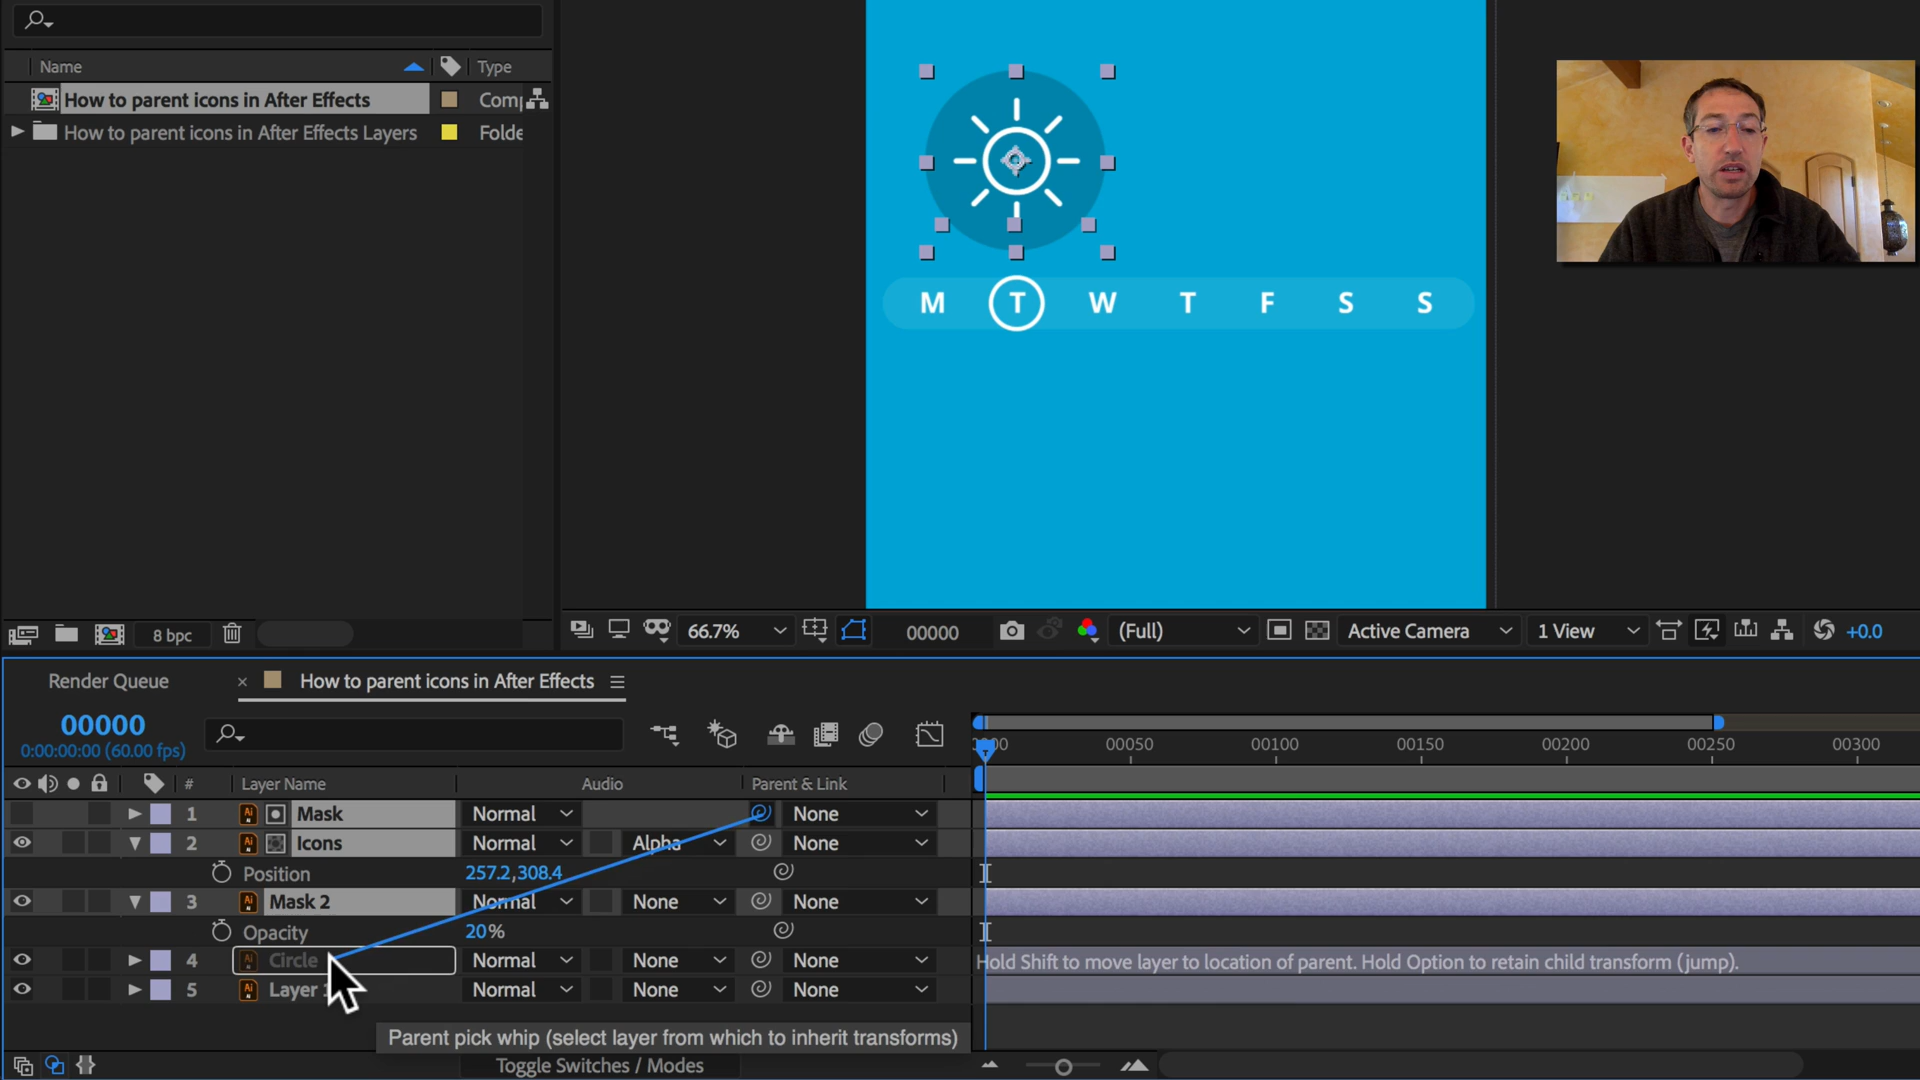 Name Type
How to parent icons in After Effects Comp
How to parent icons in After Effects Layers Folde
M T W T F S S
8 bpc 66.7% 00000 (Full) Active Camera 1 View +0.0
Render Queue × How to parent icons in After Effects
00000
0:00:00:00 (60.00 fps)
00050 00100 00150 00200 00250 00300
# Layer Name Audio Parent & Link
1 Ai Mask Normal None
2 Ai Icons Normal Alpha None
Position 257.2,308.4
3 Ai Mask 2 Normal None None
Opacity 20%
4 Ai Circle Normal None None Hold Shift to move layer to location of parent. Hold Option to retain child transform (jump).
5 Ai Layer Normal None None
Parent pick whip (select layer from which to inherit transforms)
Toggle Switches / Modes